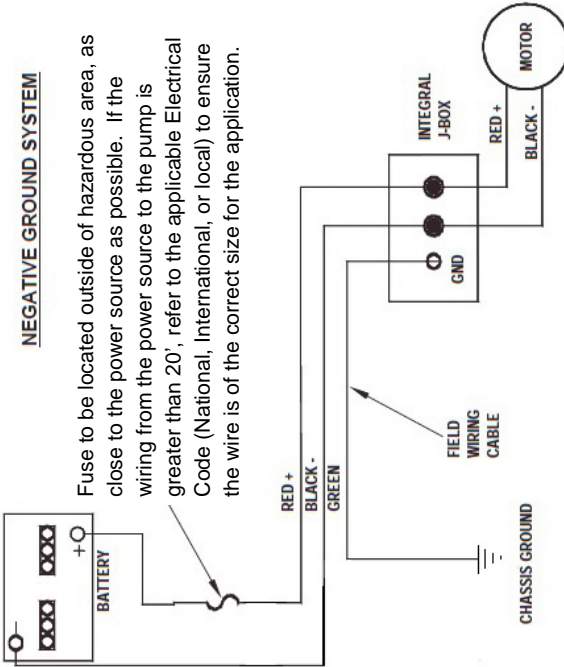 NEGATIVE GROUND SYSTEM
Fuse to be located outside of hazardous area, as
close to the power source as possible.  If the
wiring from the power source to the pump is
greater than 20’, refer to the applicable Electrical
Code (National, International, or local) to ensure
the wire is of the correct size for the application.
-
+
BATTERY
RED +
BLACK -
GREEN
INTEGRAL
J-BOX
GND
RED +
BLACK -
MOTOR
FIELD
WIRING
CABLE
CHASSIS GROUND